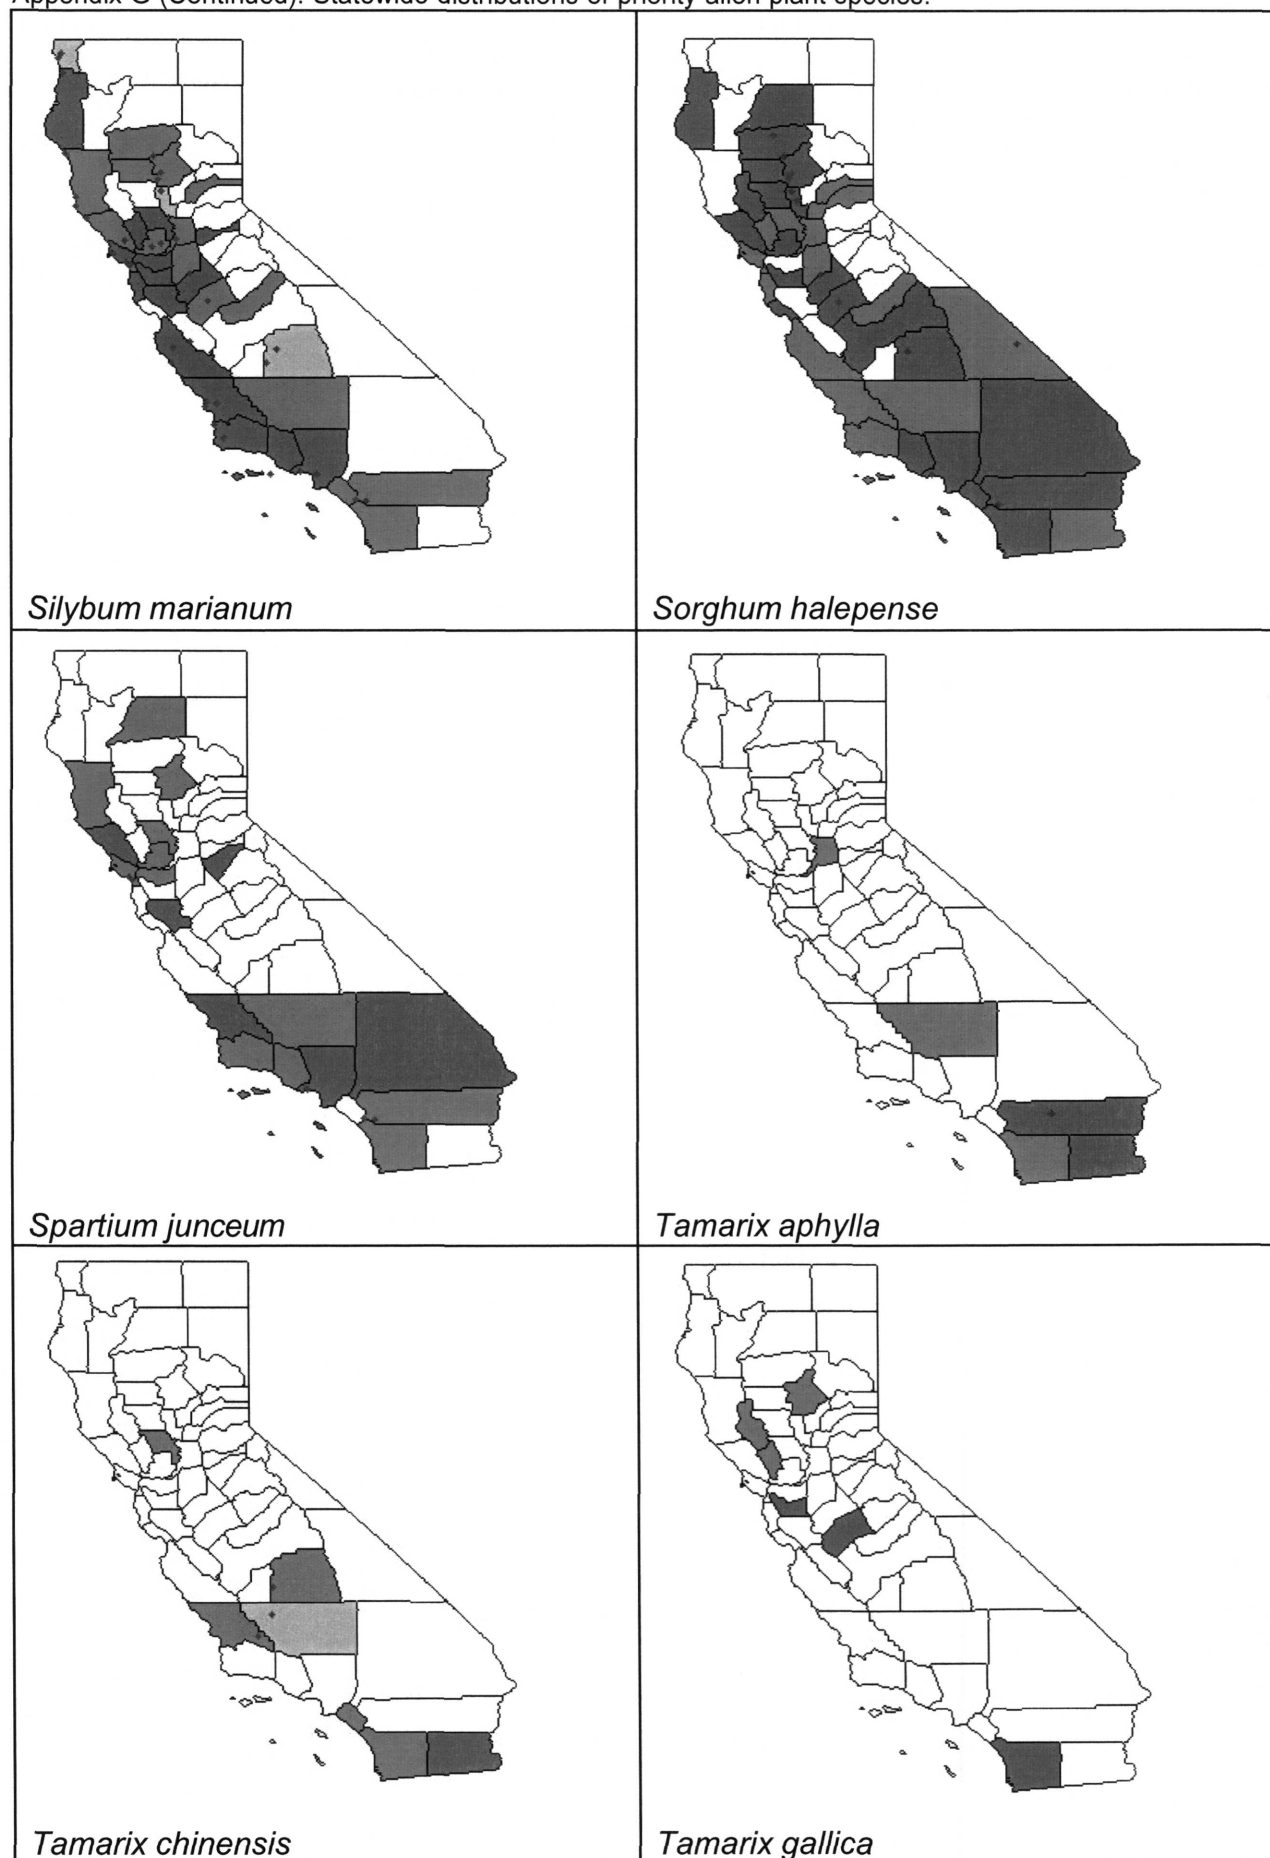 Appendix G (Continued). Statewide distributions of priority alien plant species.
Silybum marianum
Sorghum halepense
Spartium junceum
Tamarix aphylla
Tamarix chinensis
Tamarix gallica